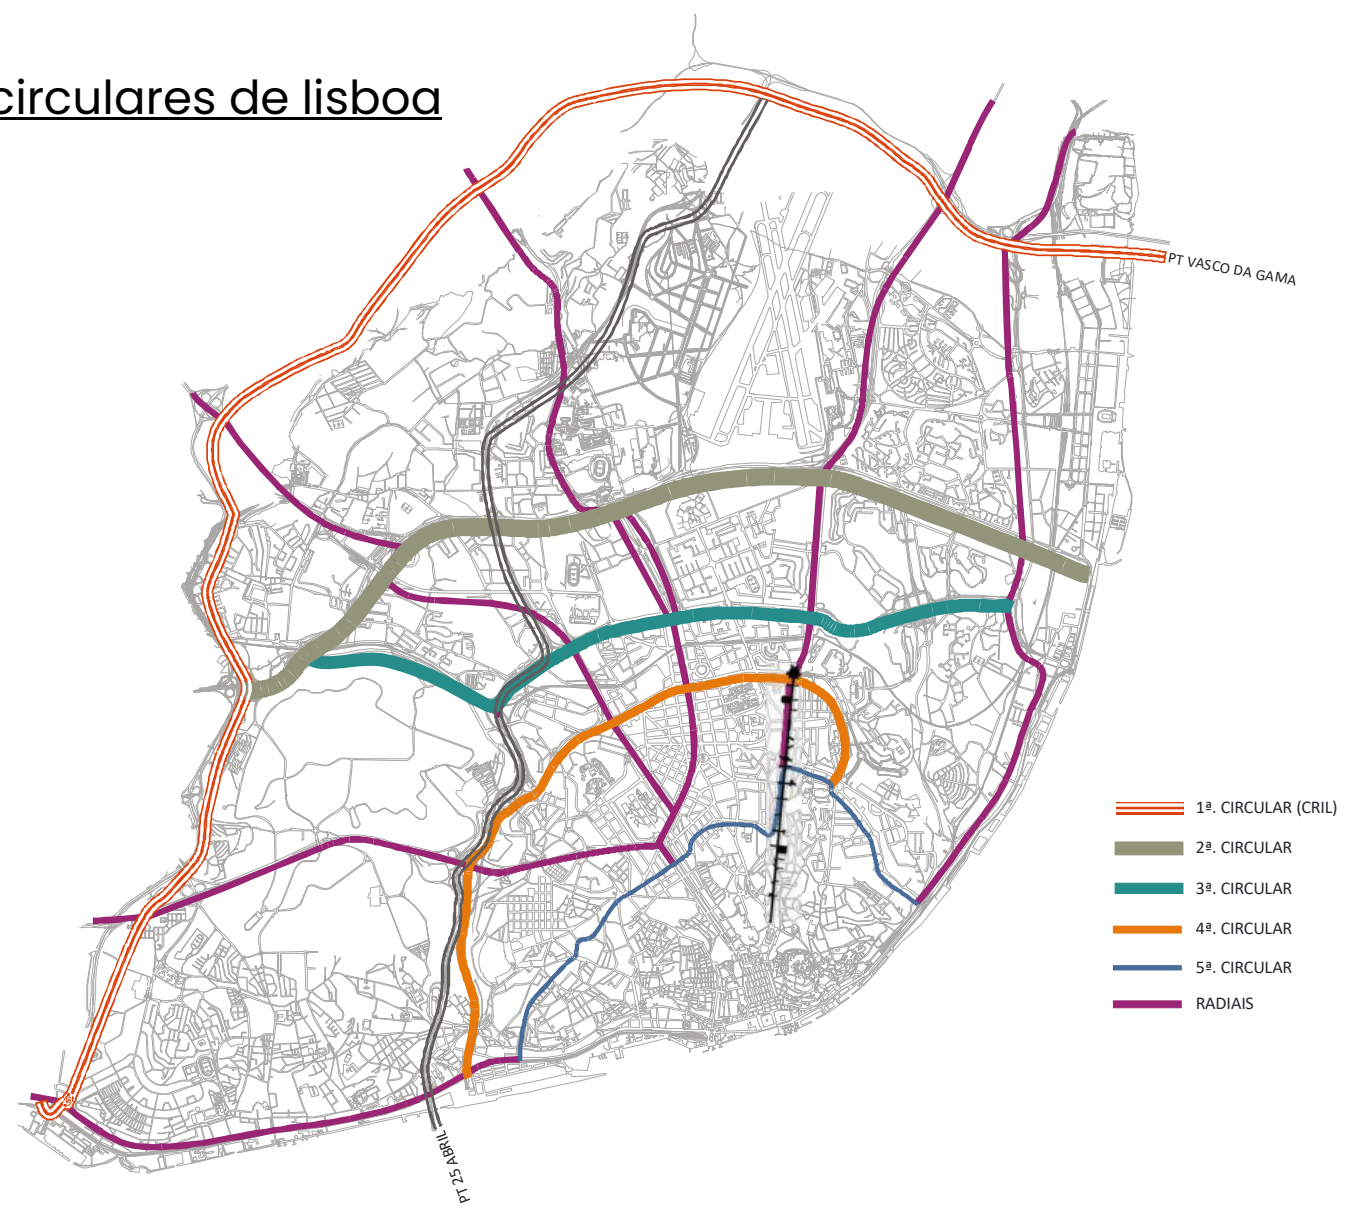 circulares de lisboa
PT VASCO DA GAMA
1ª. CIRCULAR (CRIL)
2ª. CIRCULAR
3ª. CIRCULAR
4ª. CIRCULAR
5ª. CIRCULAR
RADIAIS
PT 25 ABRIL